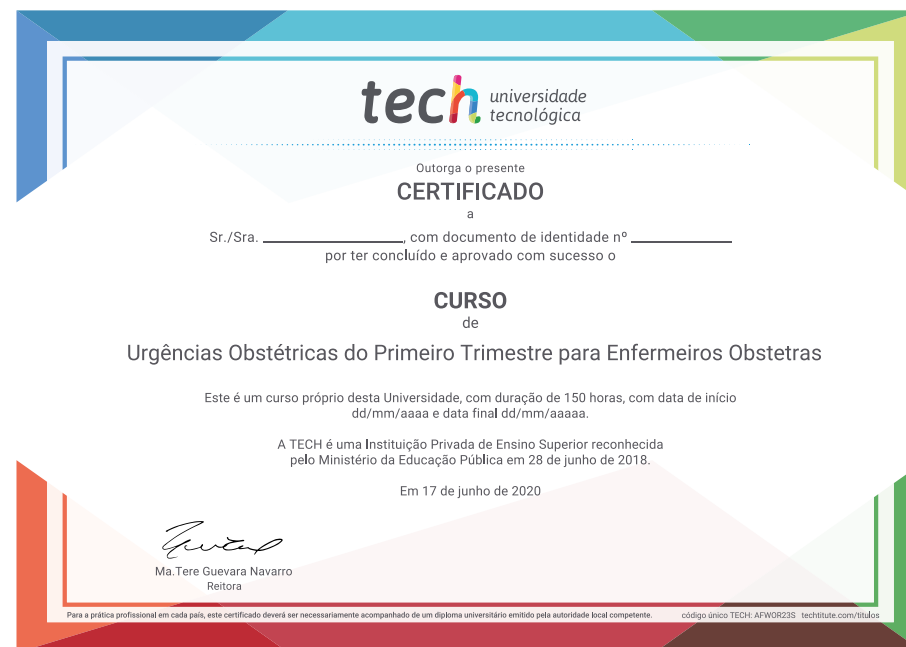 tech universidade
tecnológica
Outorga o presente
CERTIFICADO
a
Sr./Sra. ____________, com documento de identidade nº ____________
por ter concluído e aprovado com sucesso o
CURSO
de
Urgências Obstétricas do Primeiro Trimestre para Enfermeiros Obstetras
Este é um curso próprio desta Universidade, com duração de 150 horas, com data de início
dd/mm/aaaa e data final dd/mm/aaaaa.
A TECH é uma Instituição Privada de Ensino Superior reconhecida
pelo Ministério da Educação Pública em 28 de junho de 2018.
Em 17 de junho de 2020
Ma.Tere Guevara Navarro
Reitora
Para a prática profissional em cada país, este certificado deverá ser necessariamente acompanhado de um diploma universitário emitido pela autoridade local competente. código único TECH: AFWOR23S techtitute.com/titulos